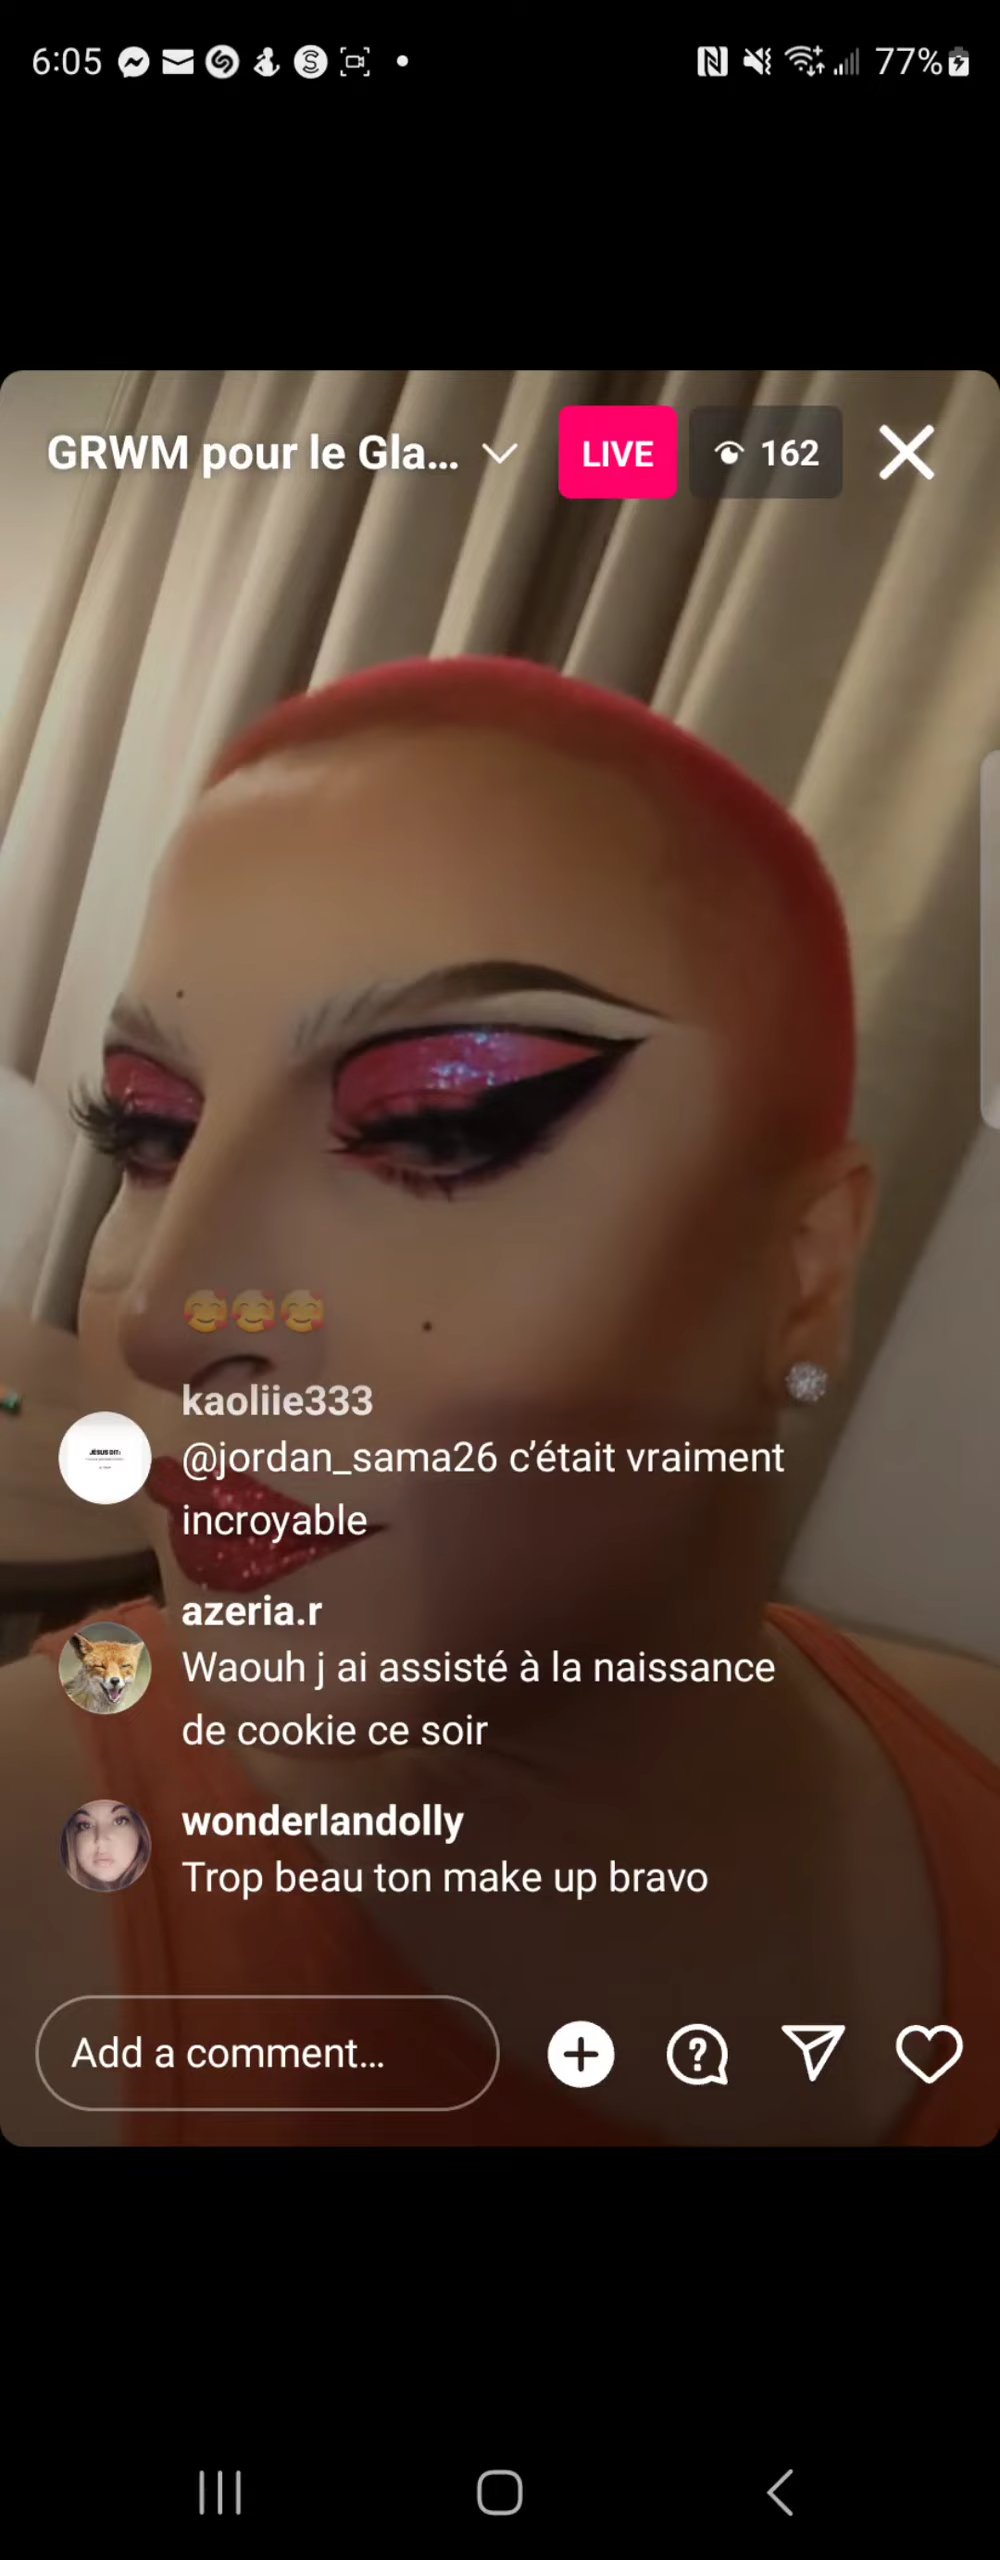 6:05
77%
GRWM pour le Gla...
LIVE
162
🥰🥰🥰
kaoliie333
@jordan_sama26 c’était vraiment
incroyable
azeria.r
Waouh j ai assisté à la naissance
de cookie ce soir
wonderlandolly
Trop beau ton make up bravo
Add a comment...